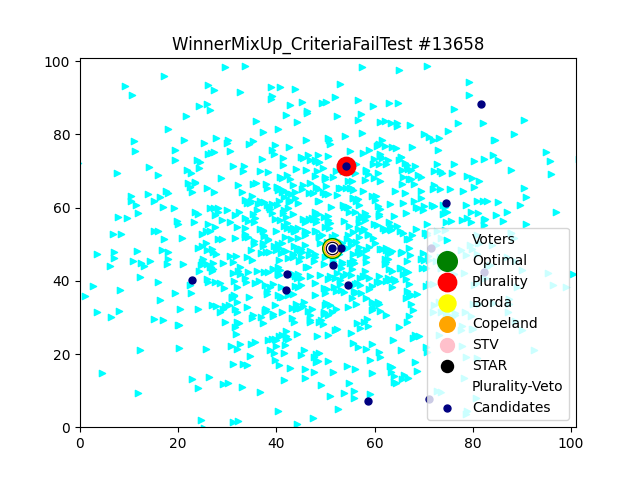 WinnerMixUp_CriteriaFailTest #13658
100
80
60
40
20
0
0
20
40
60
80
100
Voters
Optimal
Plurality
Borda
Copeland
STV
STAR
Plurality-Veto
Candidates